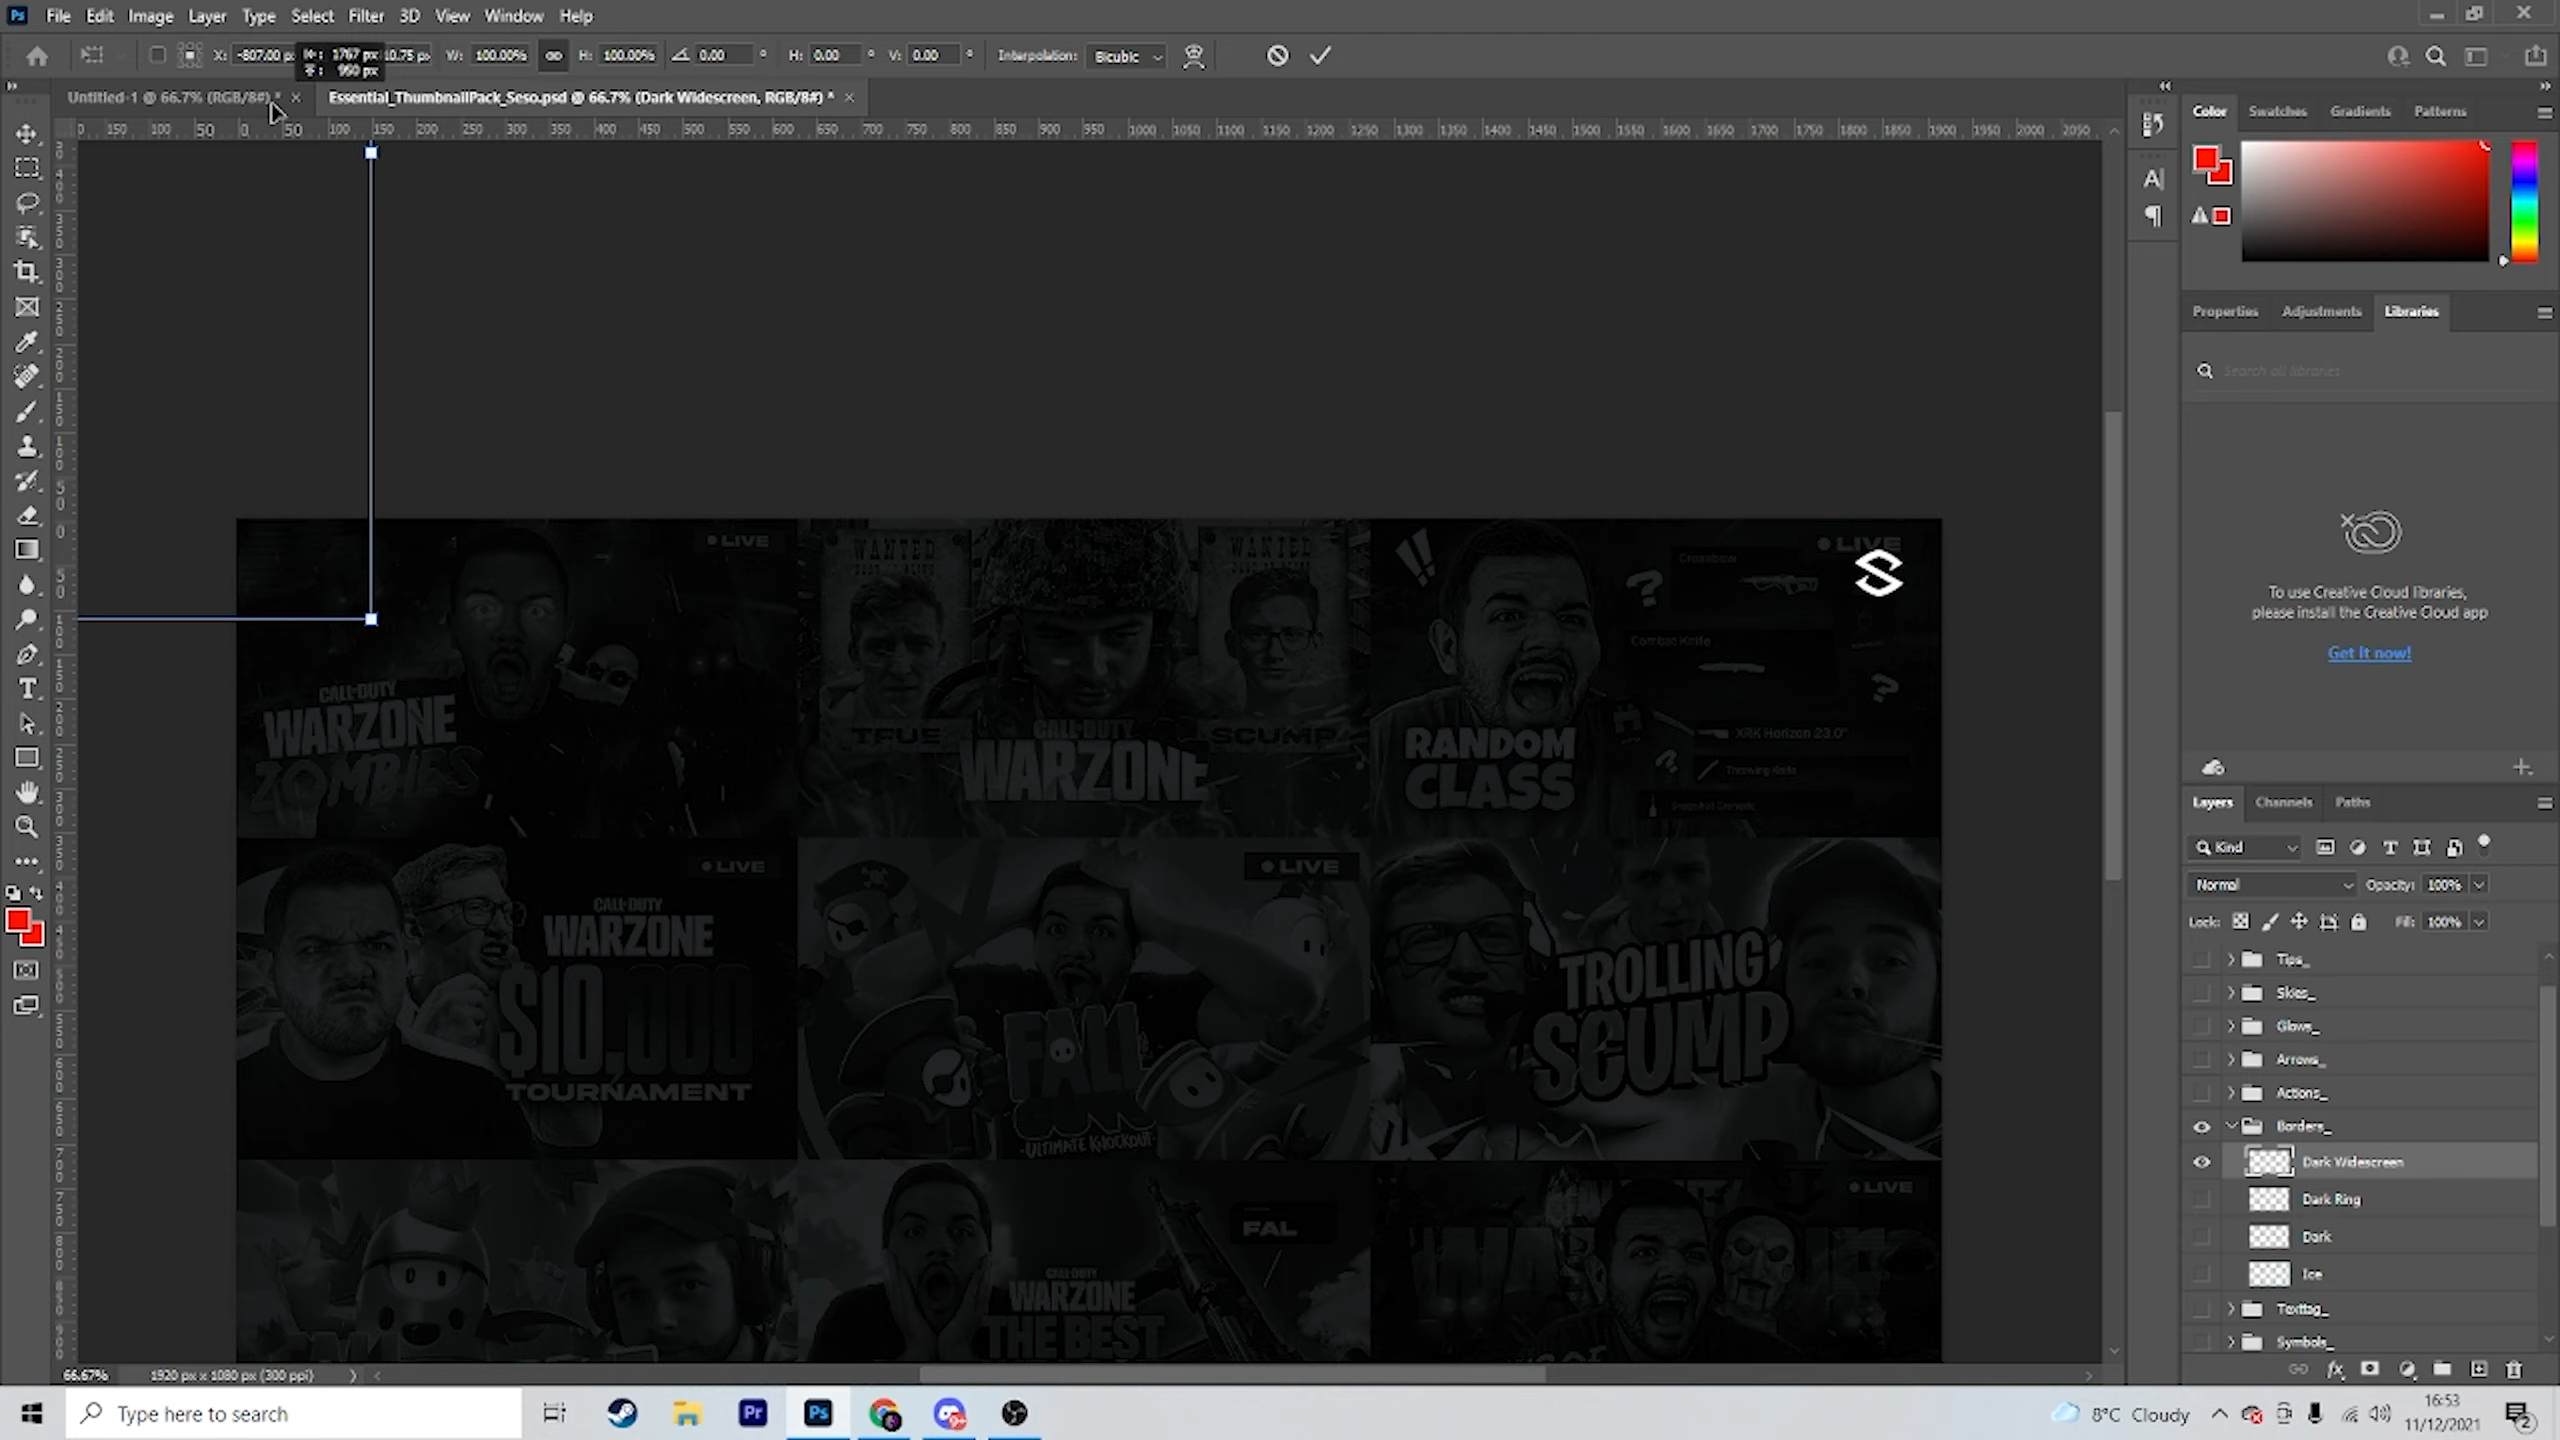 File Edit Image Layer Type Select Filter 3D View Window Help
X: -807.00 px 1767 px 10.75 px W: 100.00% H: 100.00% 0.00 ° H: 0.00 ° V: 0.00 ° Interpolation: Bicubic
960 px
Untitled-1 @ 66.7% (RGB/8#) * × Essential_ThumbnailPack_Seso.psd @ 66.7% (Dark Widescreen, RGB/8#) * ×
Color Swatches Gradients Patterns
Properties Adjustments Libraries
Search all libraries
To use Creative Cloud libraries,
please install the Creative Cloud app
Get it now!
LIVE
WANTED
WANTED
LIVE
Crossbow
Combat Knife
CALL·DUTY
WARZONE
ZOMBIES
TFUE
CALL·DUTY
WARZONE
SCUMP
RANDOM
CLASS
XRK Horizon 23.0"
Throwing Knife
Snapshot Grenade
LIVE
CALL·DUTY
WARZONE
$10,000
TOURNAMENT
LIVE
FALL
ULTIMATE KNOCKOUT
TROLLING
SCUMP
FAL
CALL·DUTY
WARZONE
THE BEST
LIVE
Layers Channels Paths
Kind
Normal Opacity: 100%
Lock: Fill: 100%
Tips_
Skies_
Glows_
Arrows_
Actions_
Borders_
Dark Widescreen
Dark Ring
Dark
Ice
Texttag_
Symbols_
66.67% 1920 px x 1080 px (300 ppi)
Type here to search
8°C Cloudy
16:53
11/12/2021